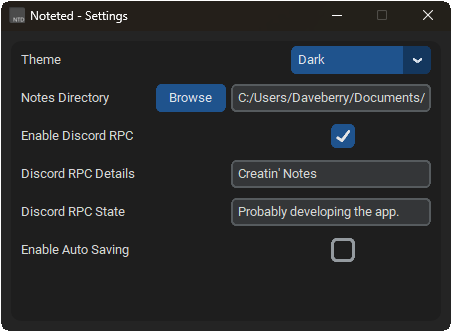 NTD Noteted - Settings
Theme Dark
Notes Directory Browse C:/Users/Daveberry/Documents/
Enable Discord RPC
Discord RPC Details Creatin' Notes
Discord RPC State Probably developing the app.
Enable Auto Saving